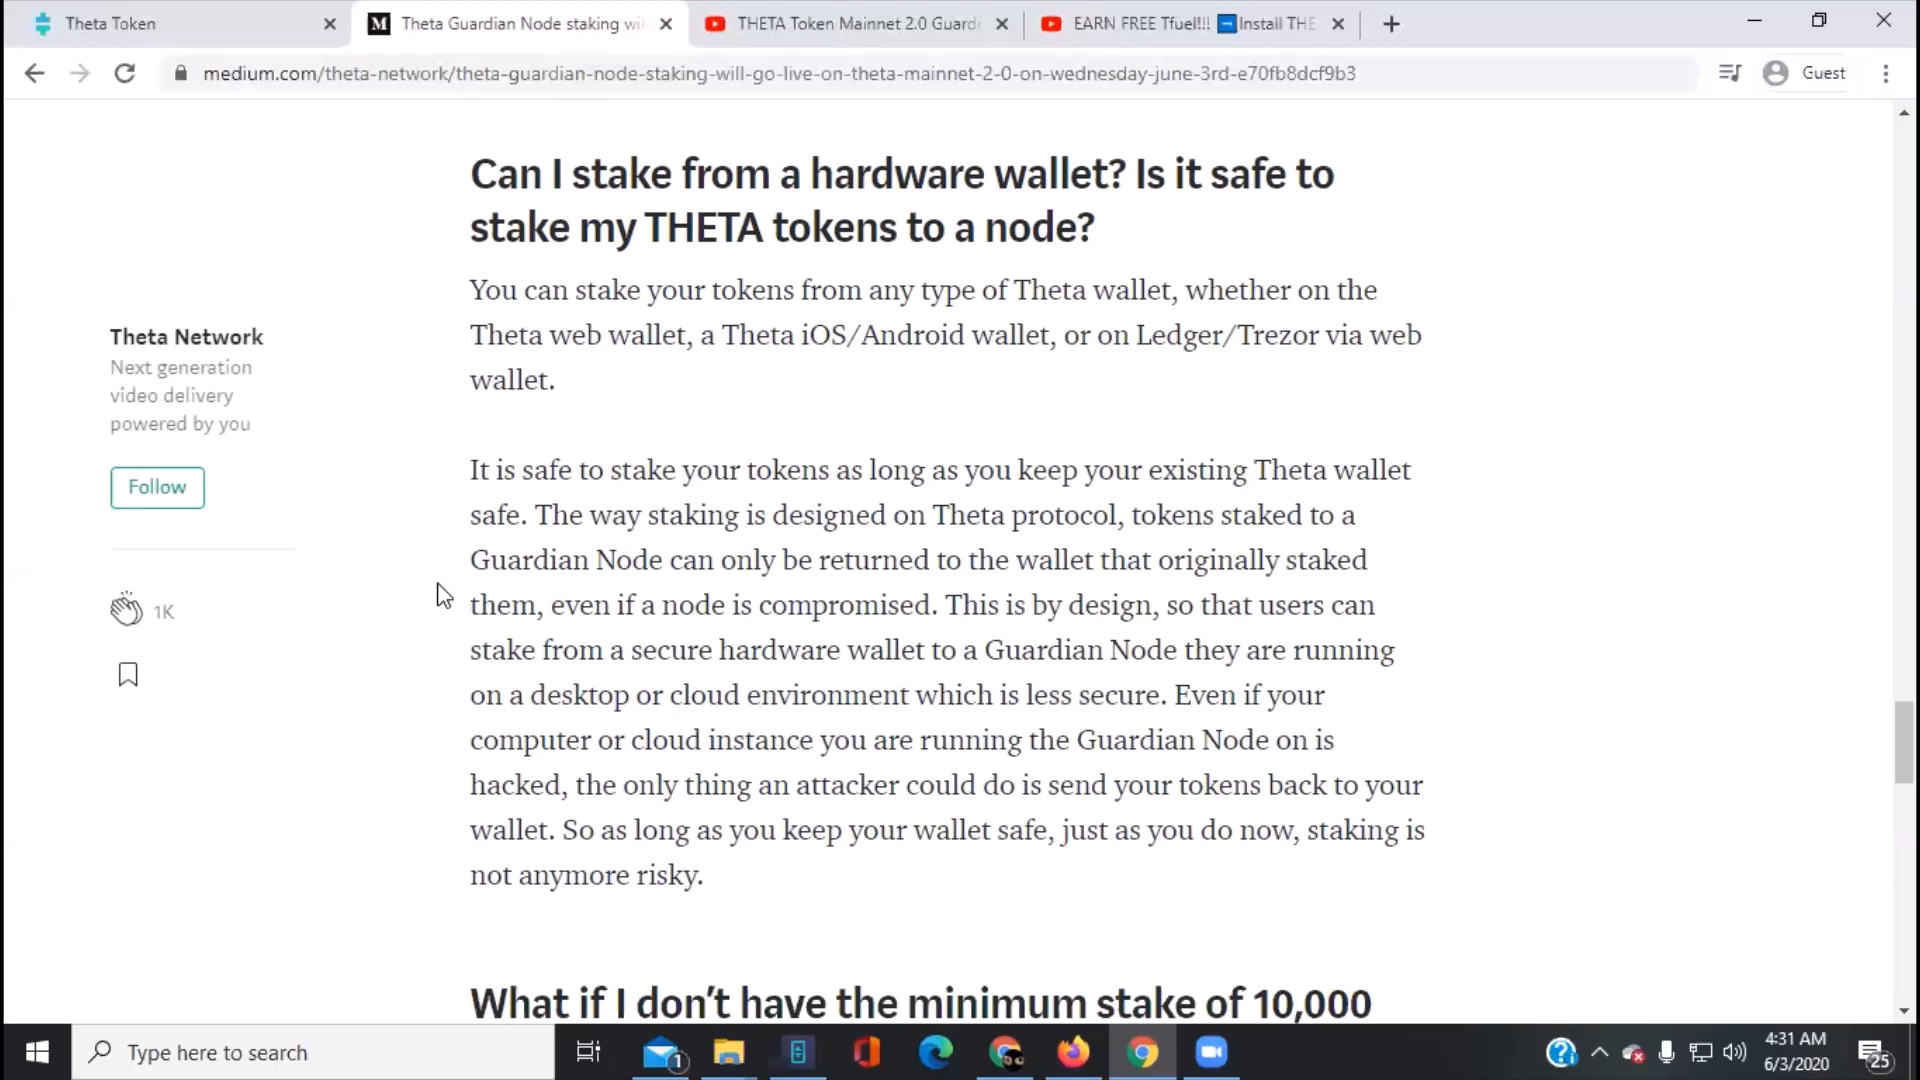 Theta Token
Theta Guardian Node staking wi
THETA Token Mainnet 2.0 Guardi
EARN FREE Tfuel!!! Install THE
medium.com/theta-network/theta-guardian-node-staking-will-go-live-on-theta-mainnet-2-0-on-wednesday-june-3rd-e70fb8dcf9b3
Guest
Can I stake from a hardware wallet? Is it safe to
stake my THETA tokens to a node?
You can stake your tokens from any type of Theta wallet, whether on the
Theta web wallet, a Theta iOS/Android wallet, or on Ledger/Trezor via web
wallet.
Theta Network
Next generation
video delivery
powered by you
Follow
1K
It is safe to stake your tokens as long as you keep your existing Theta wallet
safe. The way staking is designed on Theta protocol, tokens staked to a
Guardian Node can only be returned to the wallet that originally staked
them, even if a node is compromised. This is by design, so that users can
stake from a secure hardware wallet to a Guardian Node they are running
on a desktop or cloud environment which is less secure. Even if your
computer or cloud instance you are running the Guardian Node on is
hacked, the only thing an attacker could do is send your tokens back to your
wallet. So as long as you keep your wallet safe, just as you do now, staking is
not anymore risky.
What if I don't have the minimum stake of 10,000
Type here to search
1
4:31 AM
6/3/2020
25